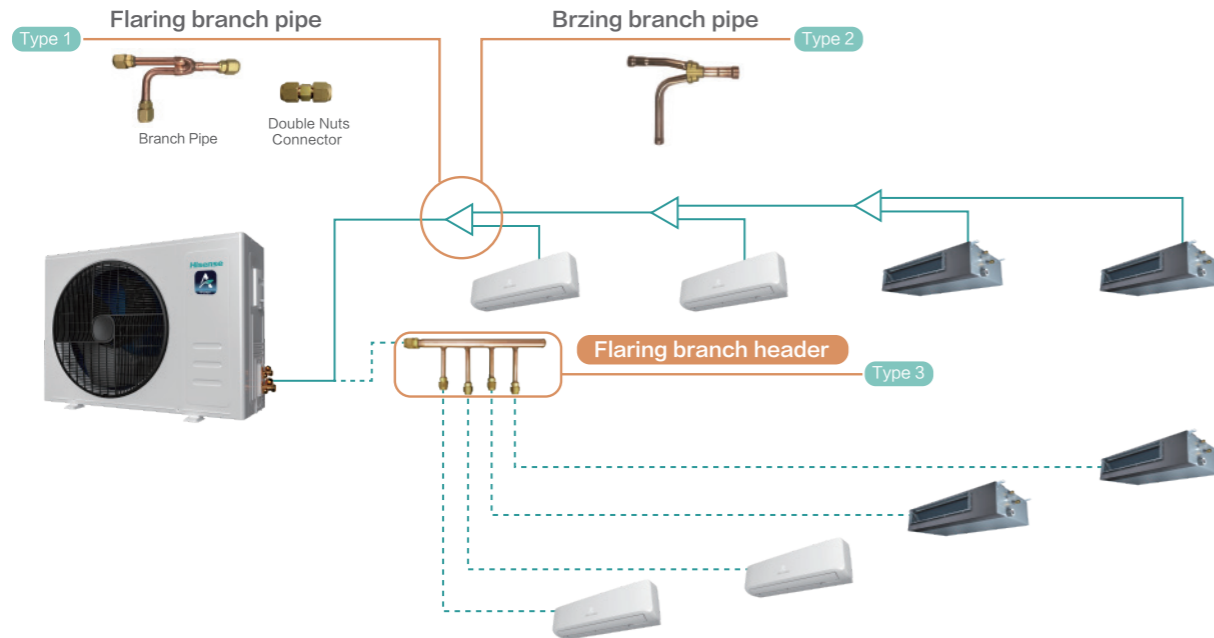 Flaring branch pipe
Brzing branch pipe
Type 1
Type 2
Branch Pipe
Double Nuts
Connector
Hisense
Flaring branch header
Type 3